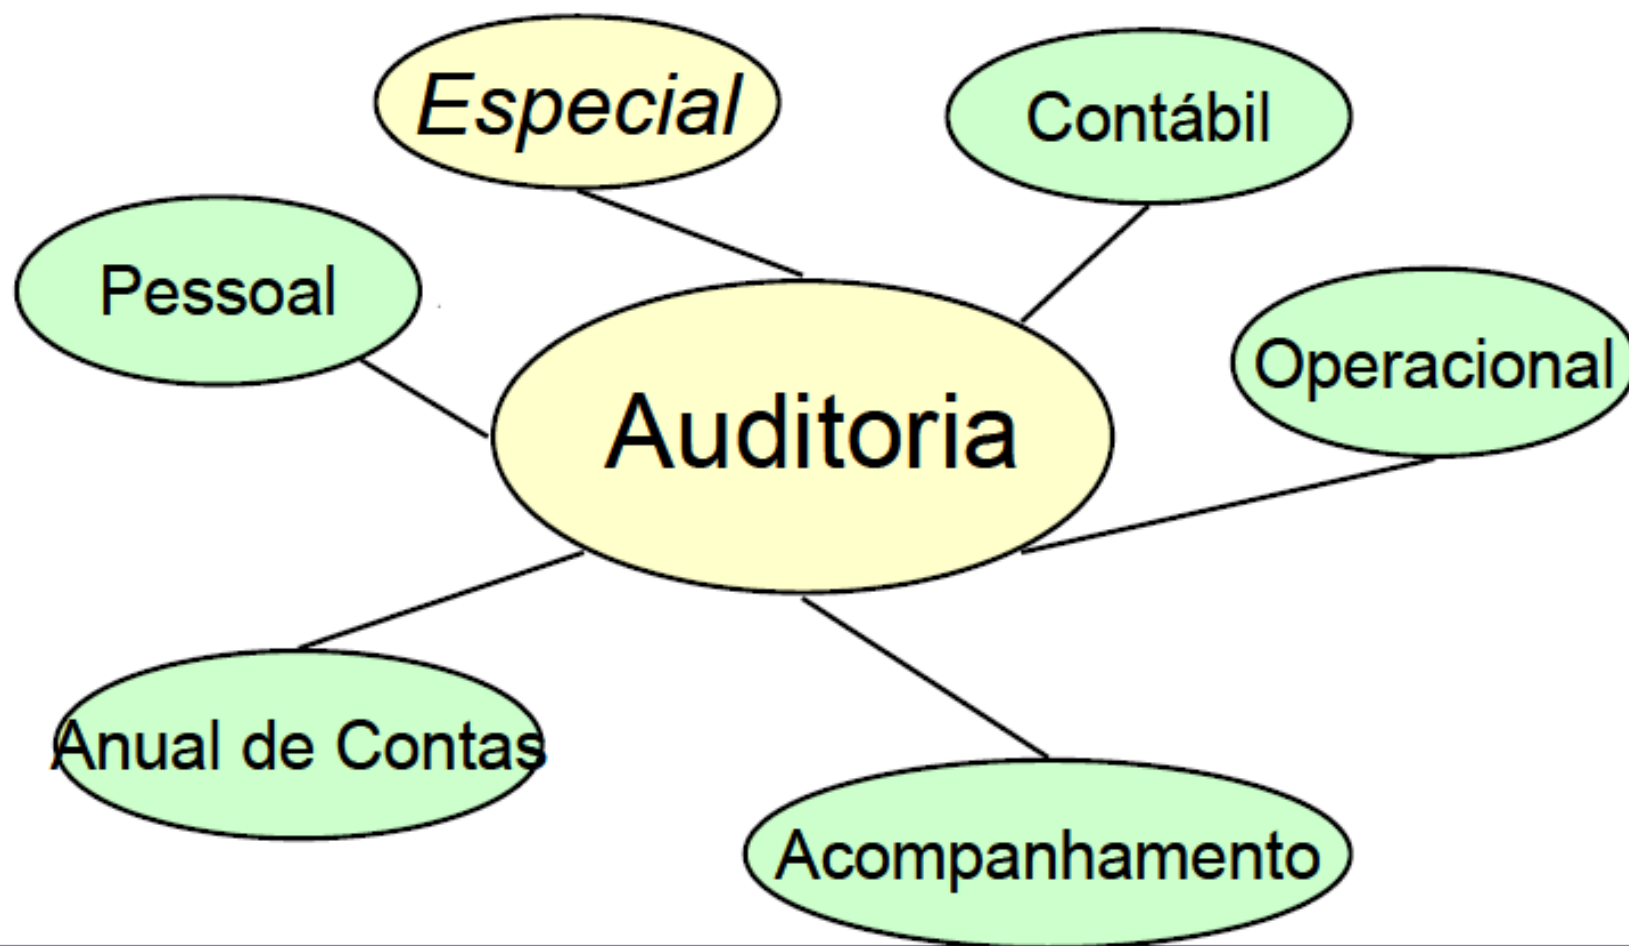 Especial
Contábil
Pessoal
Operacional
Auditoria
Anual de Contas
Acompanhamento